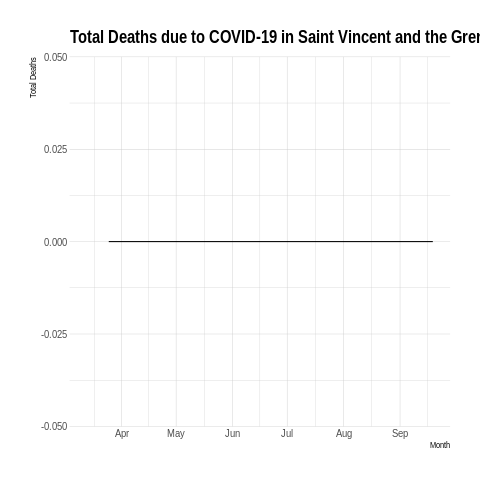 Total Deaths due to COVID-19 in Saint Vincent and the Gre
Total Deaths
0.050
0.025
0.000
-0.025
-0.050
Apr May Jun Jul Aug Sep
Month